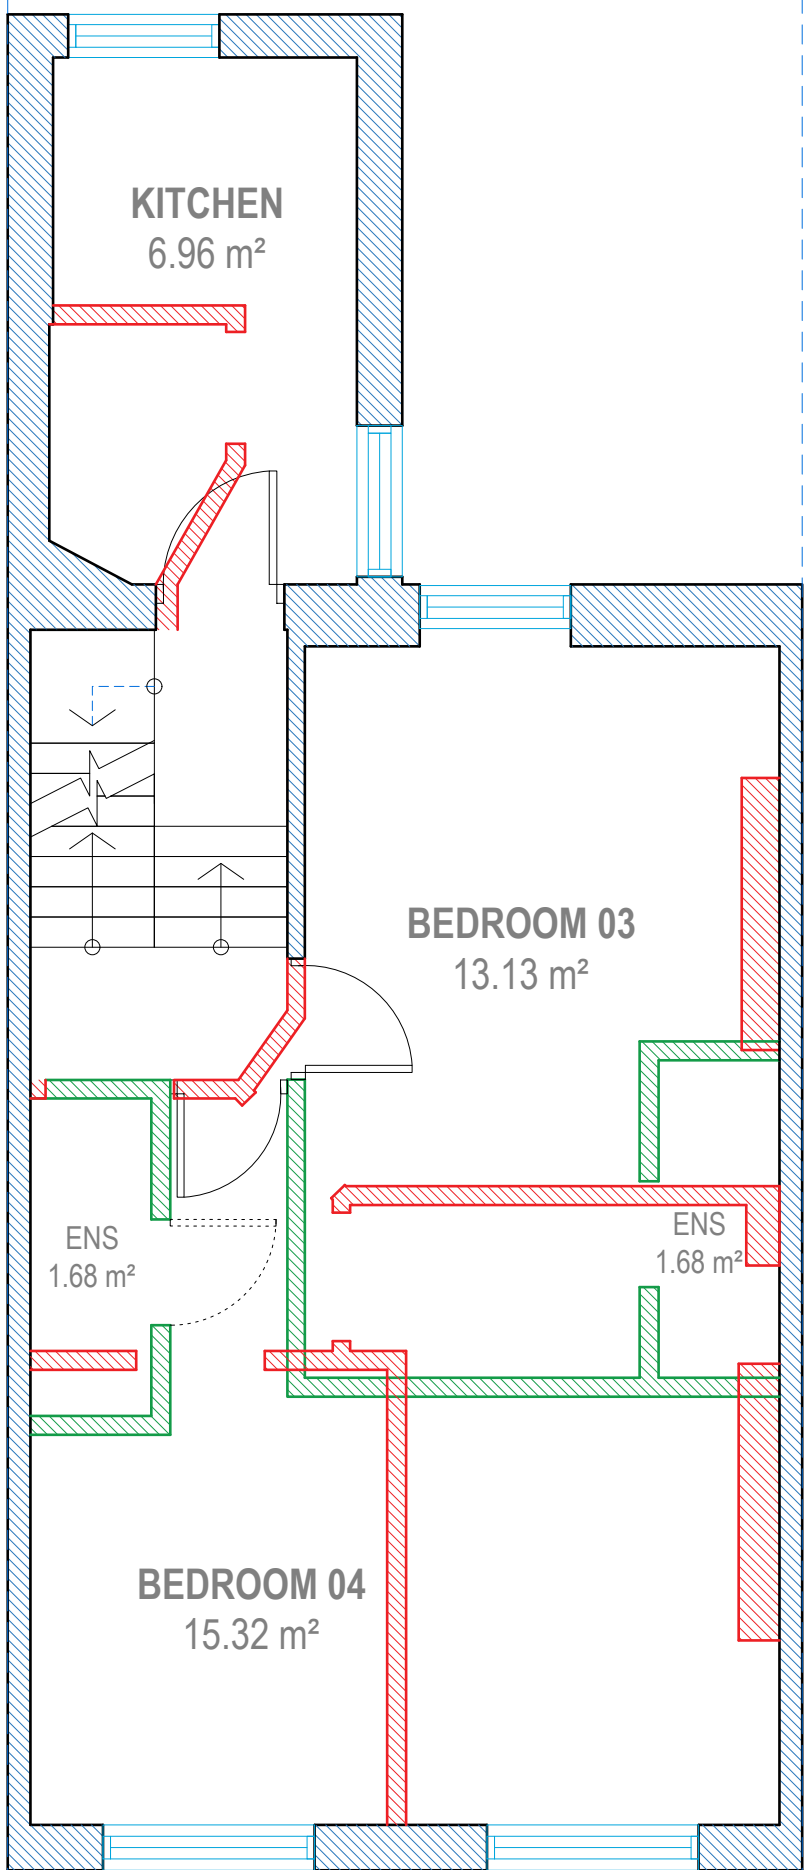 KITCHEN
6.96 m²
BEDROOM 03
13.13 m²
ENS
1.68 m²
ENS
1.68 m²
BEDROOM 04
15.32 m²